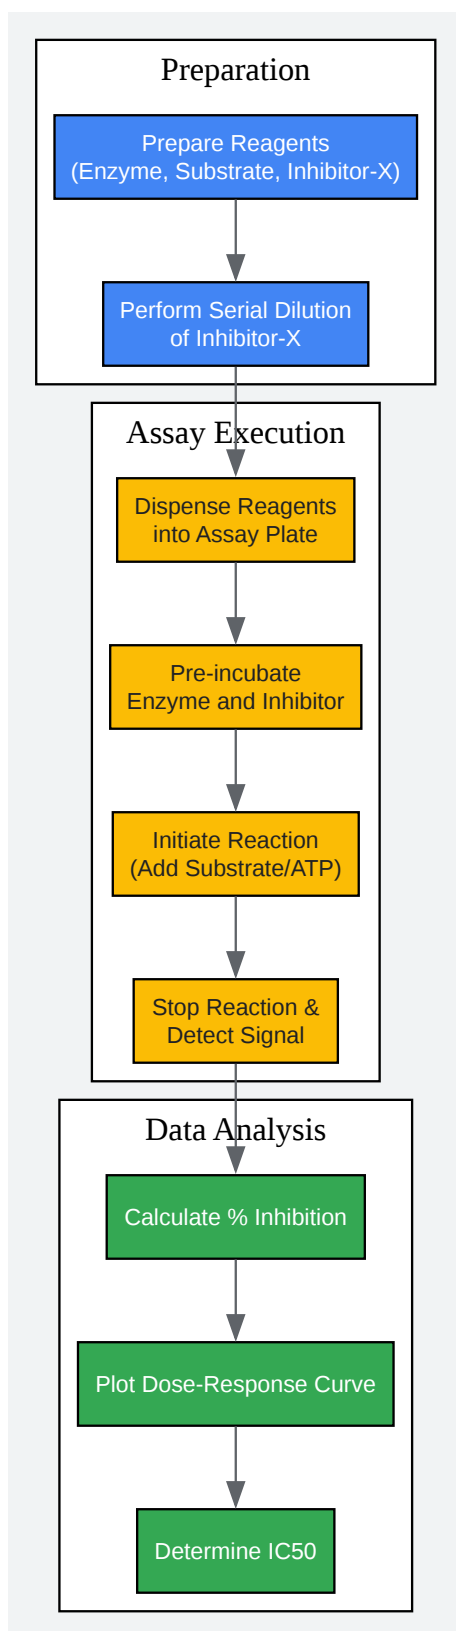 Preparation
Prepare Reagents
(Enzyme, Substrate, Inhibitor-X)
Perform Serial Dilution
of Inhibitor-X
Assay Execution
Dispense Reagents
into Assay Plate
Pre-incubate
Enzyme and Inhibitor
Initiate Reaction
(Add Substrate/ATP)
Stop Reaction &
Detect Signal
Data Analysis
Calculate % Inhibition
Plot Dose-Response Curve
Determine IC50